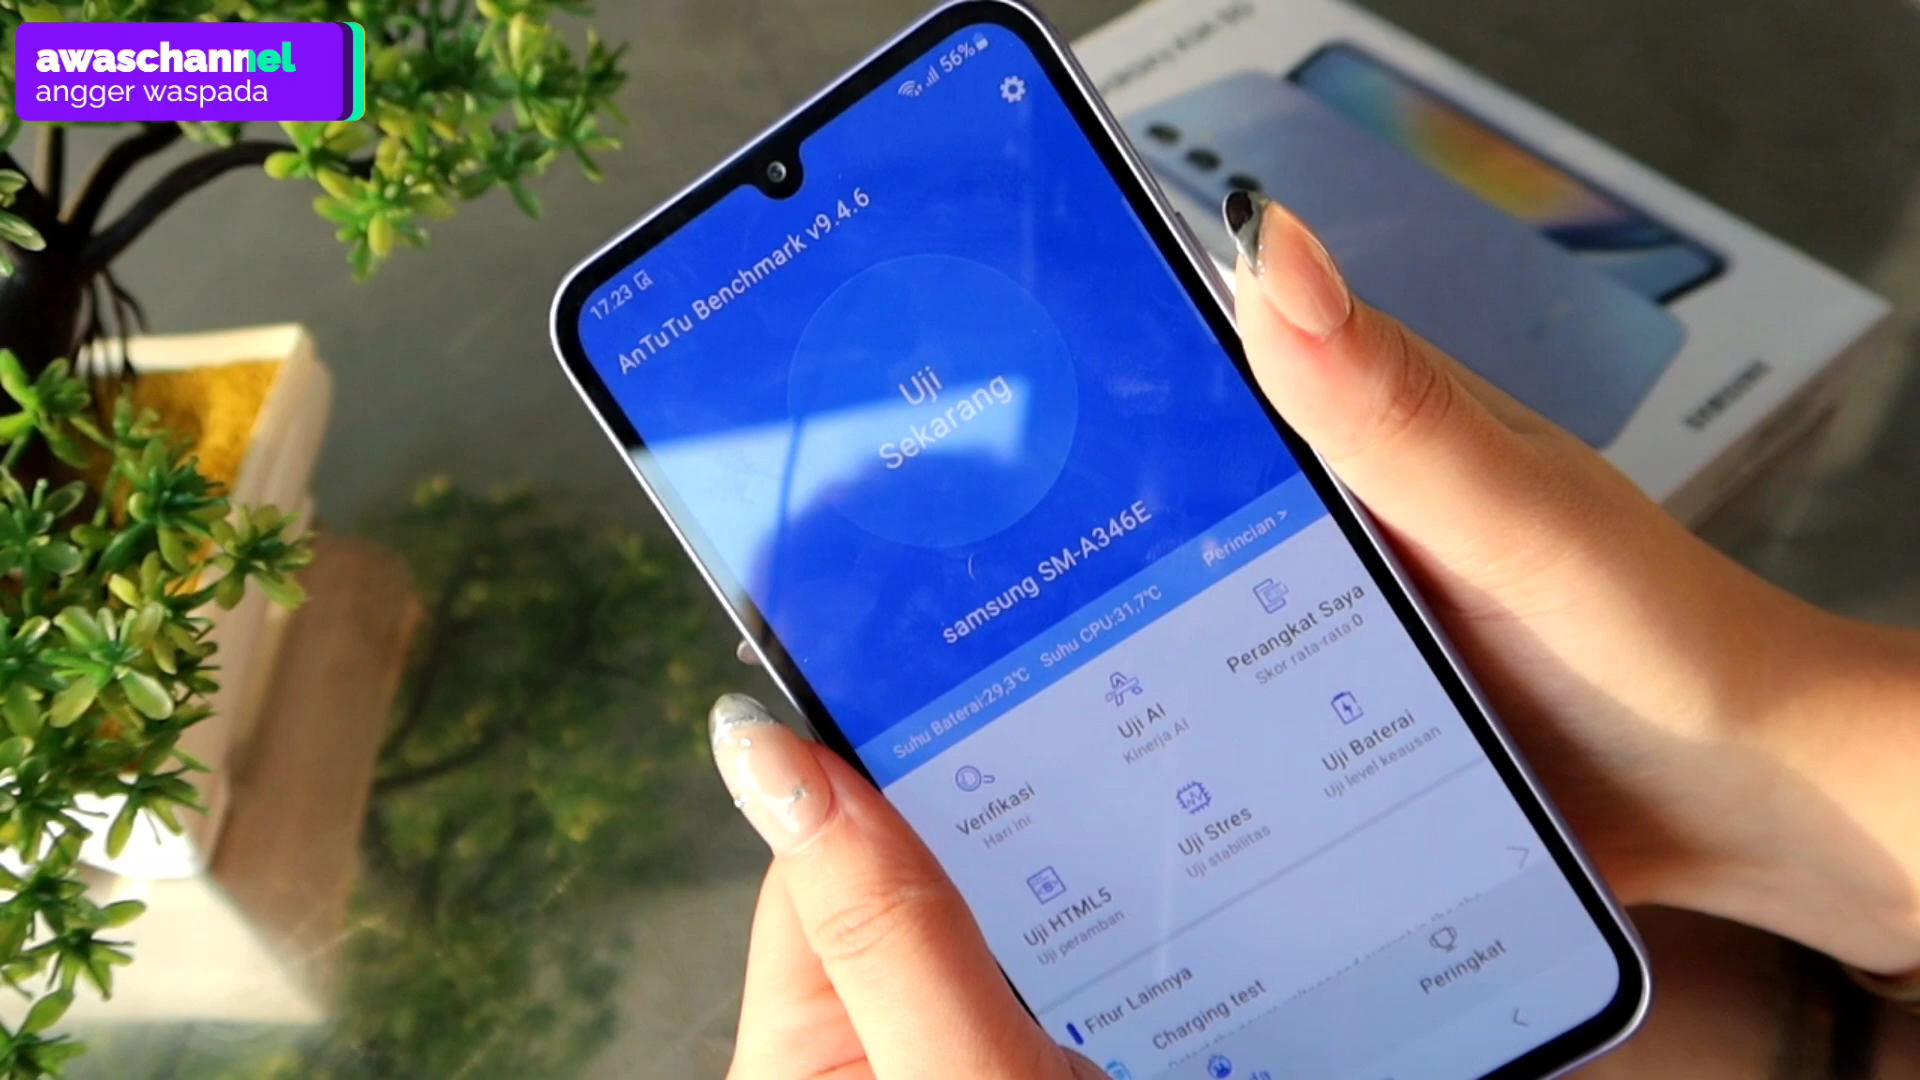 awaschannel
angger waspada
17.23
56%
AnTuTu Benchmark v9.4.6
Uji
Sekarang
samsung SM-A346E
Suhu Baterai:29,3°C Suhu CPU:31,7°C Perincian >
Verifikasi
Hari ini
Uji AI
Kinerja AI
Perangkat Saya
Skor rata-rata:0
Uji HTML5
Uji peramban
Uji Stres
Uji stabilitas
Uji Baterai
Uji level keausan
Fitur Lainnya
Charging test
Peringkat
SAMSUNG